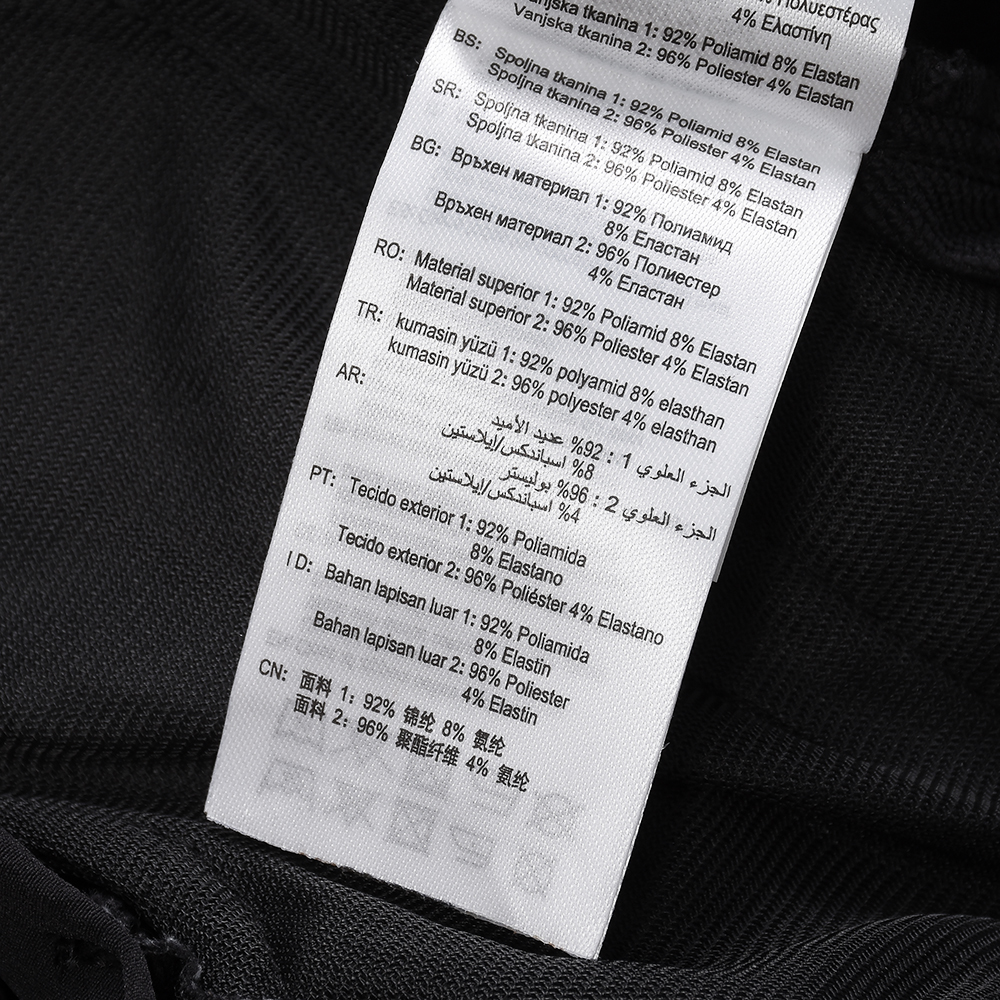 Πολυεστέρας
4% Ελαστίνη
Vanjska tkanina 1: 92% Poliamid 8% Elastan
Vanjska tkanina 2: 96% Poliester 4% Elastan
BS: Spoljna tkanina 1: 92% Poliamid 8% Elastan
Spoljna tkanina 2: 96% Poliester 4% Elastan
SR: Spoljna tkanina 1: 92% Poliamid 8% Elastan
Spoljna tkanina 2: 96% Poliester 4% Elastan
BG: Връхен материал 1: 92% Полиамид
8% Еластан
Връхен материал 2: 96% Полиестер
4% Еластан
RO: Material superior 1: 92% Poliamid 8% Elastan
Material superior 2: 96% Poliester 4% Elastan
TR: kumasin yüzü 1: 92% polyamid 8% elasthan
kumasin yüzü 2: 96% polyester 4% elasthan
AR:
الجزء العلوي 1 : 92% عديد الأميد
8% اسباندكس/إيلاستين
الجزء العلوي 2 : 96% بوليستر
4% اسباندكس/إيلاستين
PT: Tecido exterior 1: 92% Poliamida
8% Elastano
Tecido exterior 2: 96% Poliéster 4% Elastano
ID: Bahan lapisan luar 1: 92% Poliamida
8% Elastin
Bahan lapisan luar 2: 96% Poliester
4% Elastin
CN: 面料 1: 92% 锦纶 8% 氨纶
面料 2: 96% 聚酯纤维 4% 氨纶